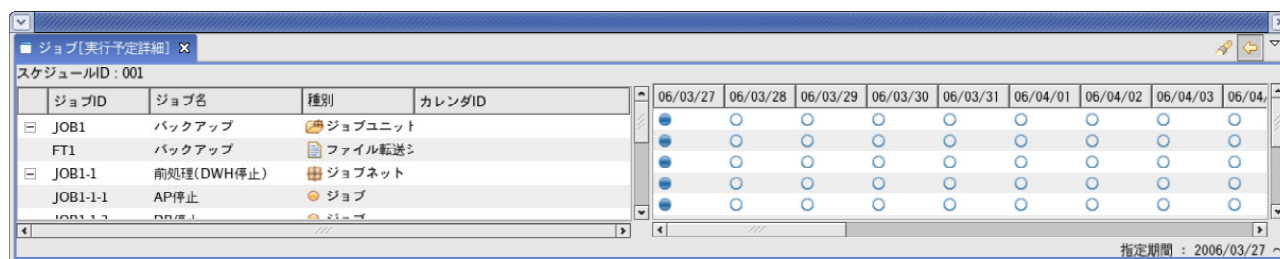 ジョブ[実行予定詳細]
スケジュールID : 001
ジョブID ジョブ名 種別 カレンダID 06/03/27 06/03/28 06/03/29 06/03/30 06/03/31 06/04/01 06/04/02 06/04/03 06/04/
JOB1 バックアップ ジョブユニット
FT1 バックアップ ファイル転送
JOB1-1 前処理(DWH停止) ジョブネット
JOB1-1-1 AP停止 ジョブ
指定期間 : 2006/03/27 ～